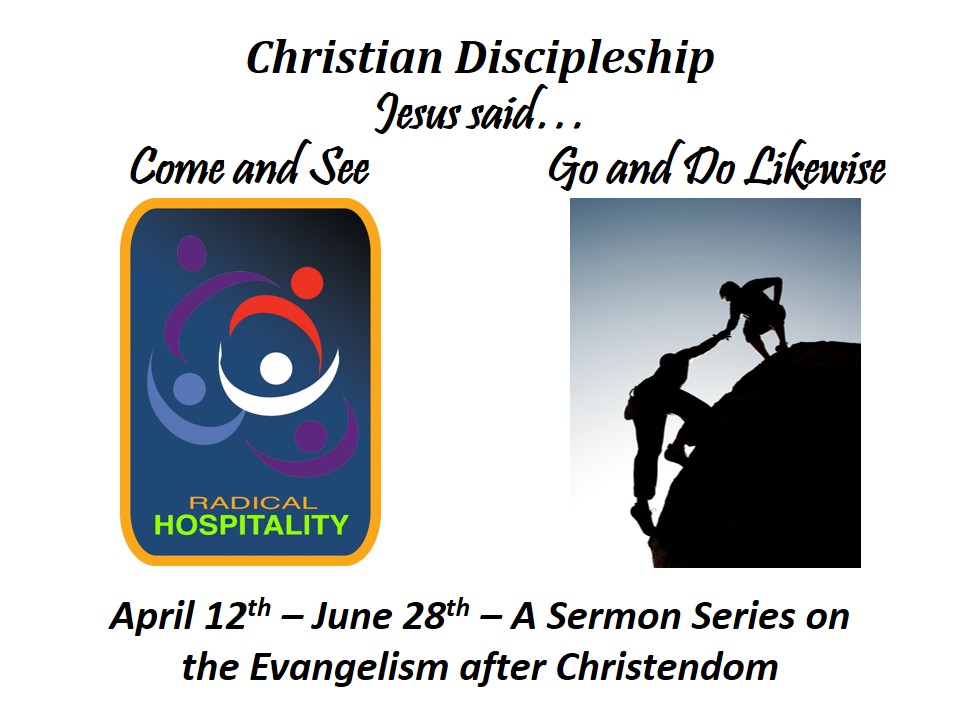 Christian Discipleship
Jesus said...
Come and See
Go and Do Likewise
RADICAL
HOSPITALITY
April 12th – June 28th – A Sermon Series on
the Evangelism after Christendom